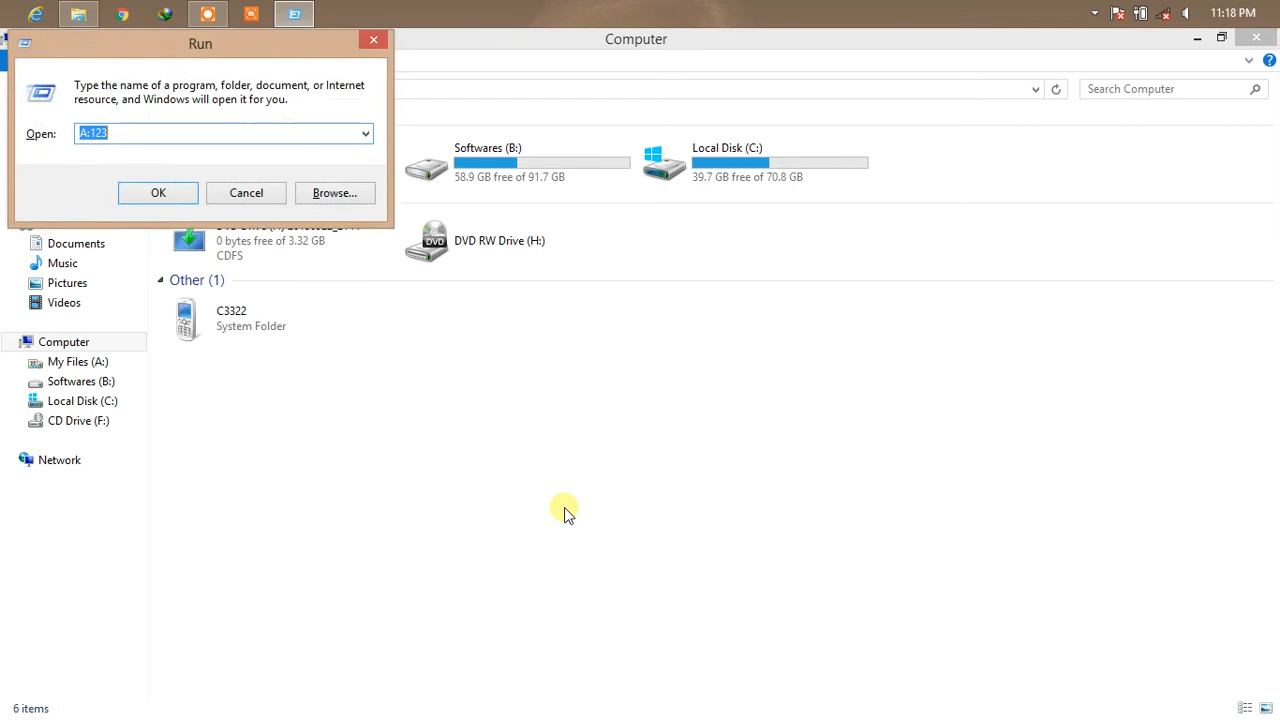 11:18 PM
Run
Computer
Type the name of a program, folder, document, or Internet
resource, and Windows will open it for you.
Open:
A:123
OK
Cancel
Browse...
Search Computer
Softwares (B:)
58.9 GB free of 91.7 GB
Local Disk (C:)
39.7 GB free of 70.8 GB
0 bytes free of 3.32 GB
CDFS
DVD
DVD RW Drive (H:)
Other (1)
C3322
System Folder
Documents
Music
Pictures
Videos
Computer
My Files (A:)
Softwares (B:)
Local Disk (C:)
CD Drive (F:)
Network
6 items